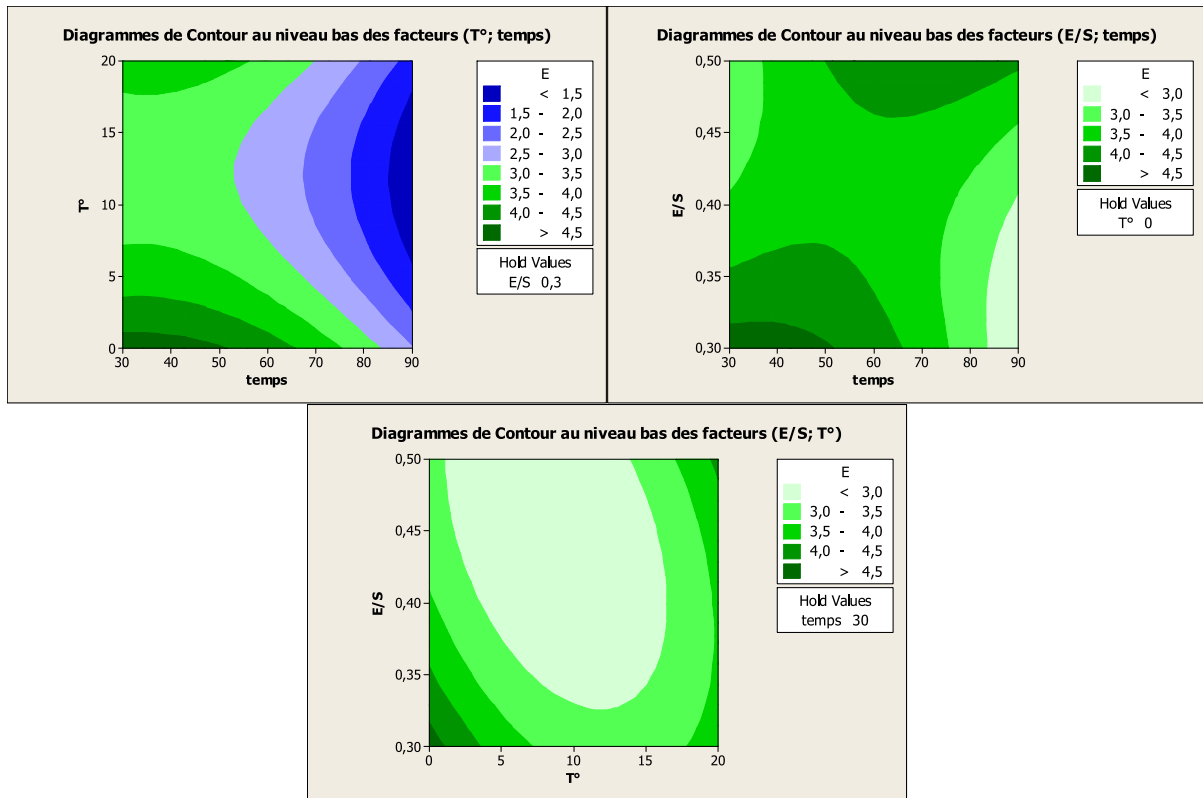 Diagrammes de Contour au niveau bas des facteurs (T°; temps)
20
15
10
5
0
T°
30 40 50 60 70 80 90
temps
E
< 1,5
1,5 - 2,0
2,0 - 2,5
2,5 - 3,0
3,0 - 3,5
3,5 - 4,0
4,0 - 4,5
> 4,5
Hold Values
E/S 0,3
Diagrammes de Contour au niveau bas des facteurs (E/S; temps)
0,50
0,45
0,40
0,35
0,30
E/S
30 40 50 60 70 80 90
temps
E
< 3,0
3,0 - 3,5
3,5 - 4,0
4,0 - 4,5
> 4,5
Hold Values
T° 0
Diagrammes de Contour au niveau bas des facteurs (E/S; T°)
0,50
0,45
0,40
0,35
0,30
E/S
0 5 10 15 20
T°
E
< 3,0
3,0 - 3,5
3,5 - 4,0
4,0 - 4,5
> 4,5
Hold Values
temps 30